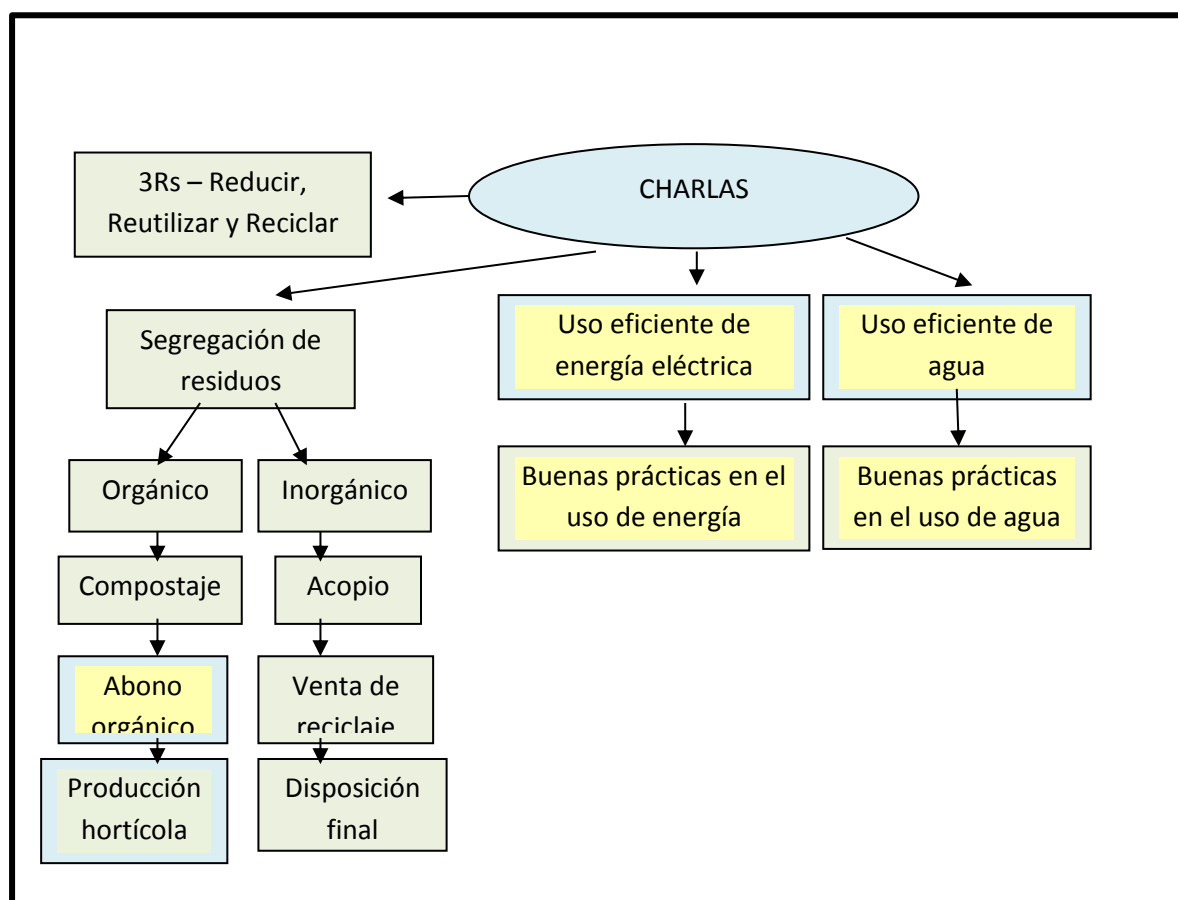 CHARLAS
3Rs – Reducir,
Reutilizar y Reciclar
Segregación de
residuos
Uso eficiente de
energía eléctrica
Uso eficiente de
agua
Buenas prácticas en el
uso de energía
Buenas prácticas
en el uso de agua
Orgánico
Inorgánico
Compostaje
Acopio
Abono
orgánico
Venta de
reciclaje
Producción
hortícola
Disposición
final